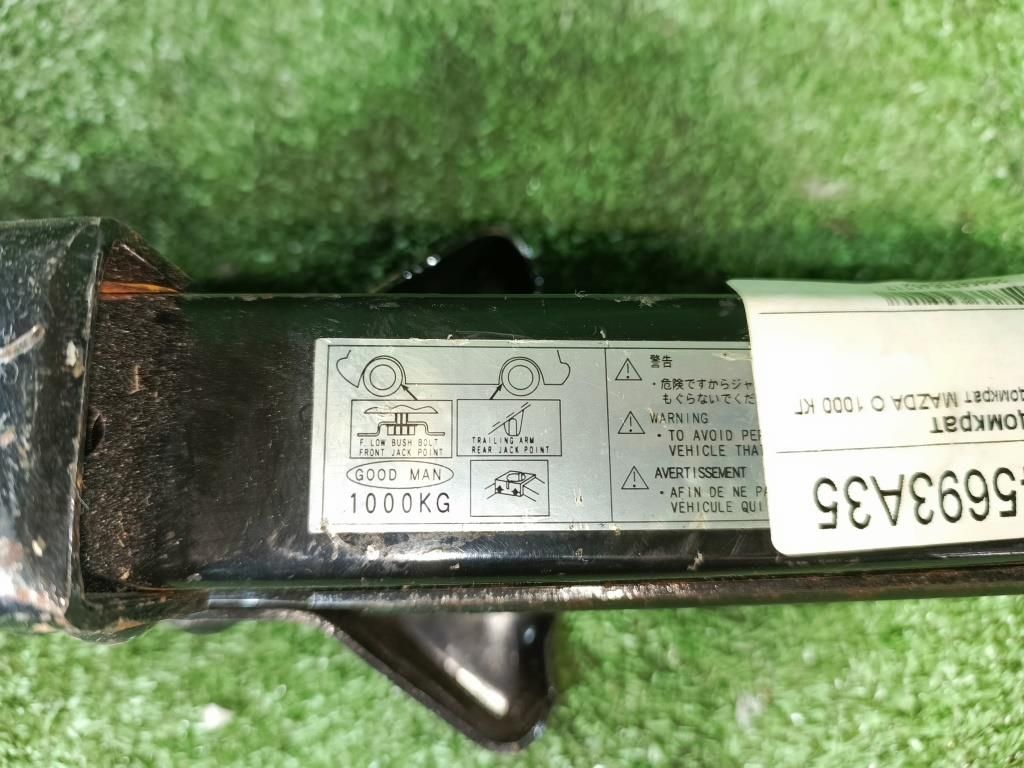 F. LOW BUSH BOLT
FRONT JACK POINT
TRAILING ARM
REAR JACK POINT
GOOD MAN
1000KG
警告
・危険ですからジャ
もぐらないでくだ
WARNING
・TO AVOID PER
VEHICLE THA
AVERTISSEMENT
・AFIN DE NE PA
VEHICULE QUI
5693A35
домкрат
домкрат MAZDA O 1000 КГ